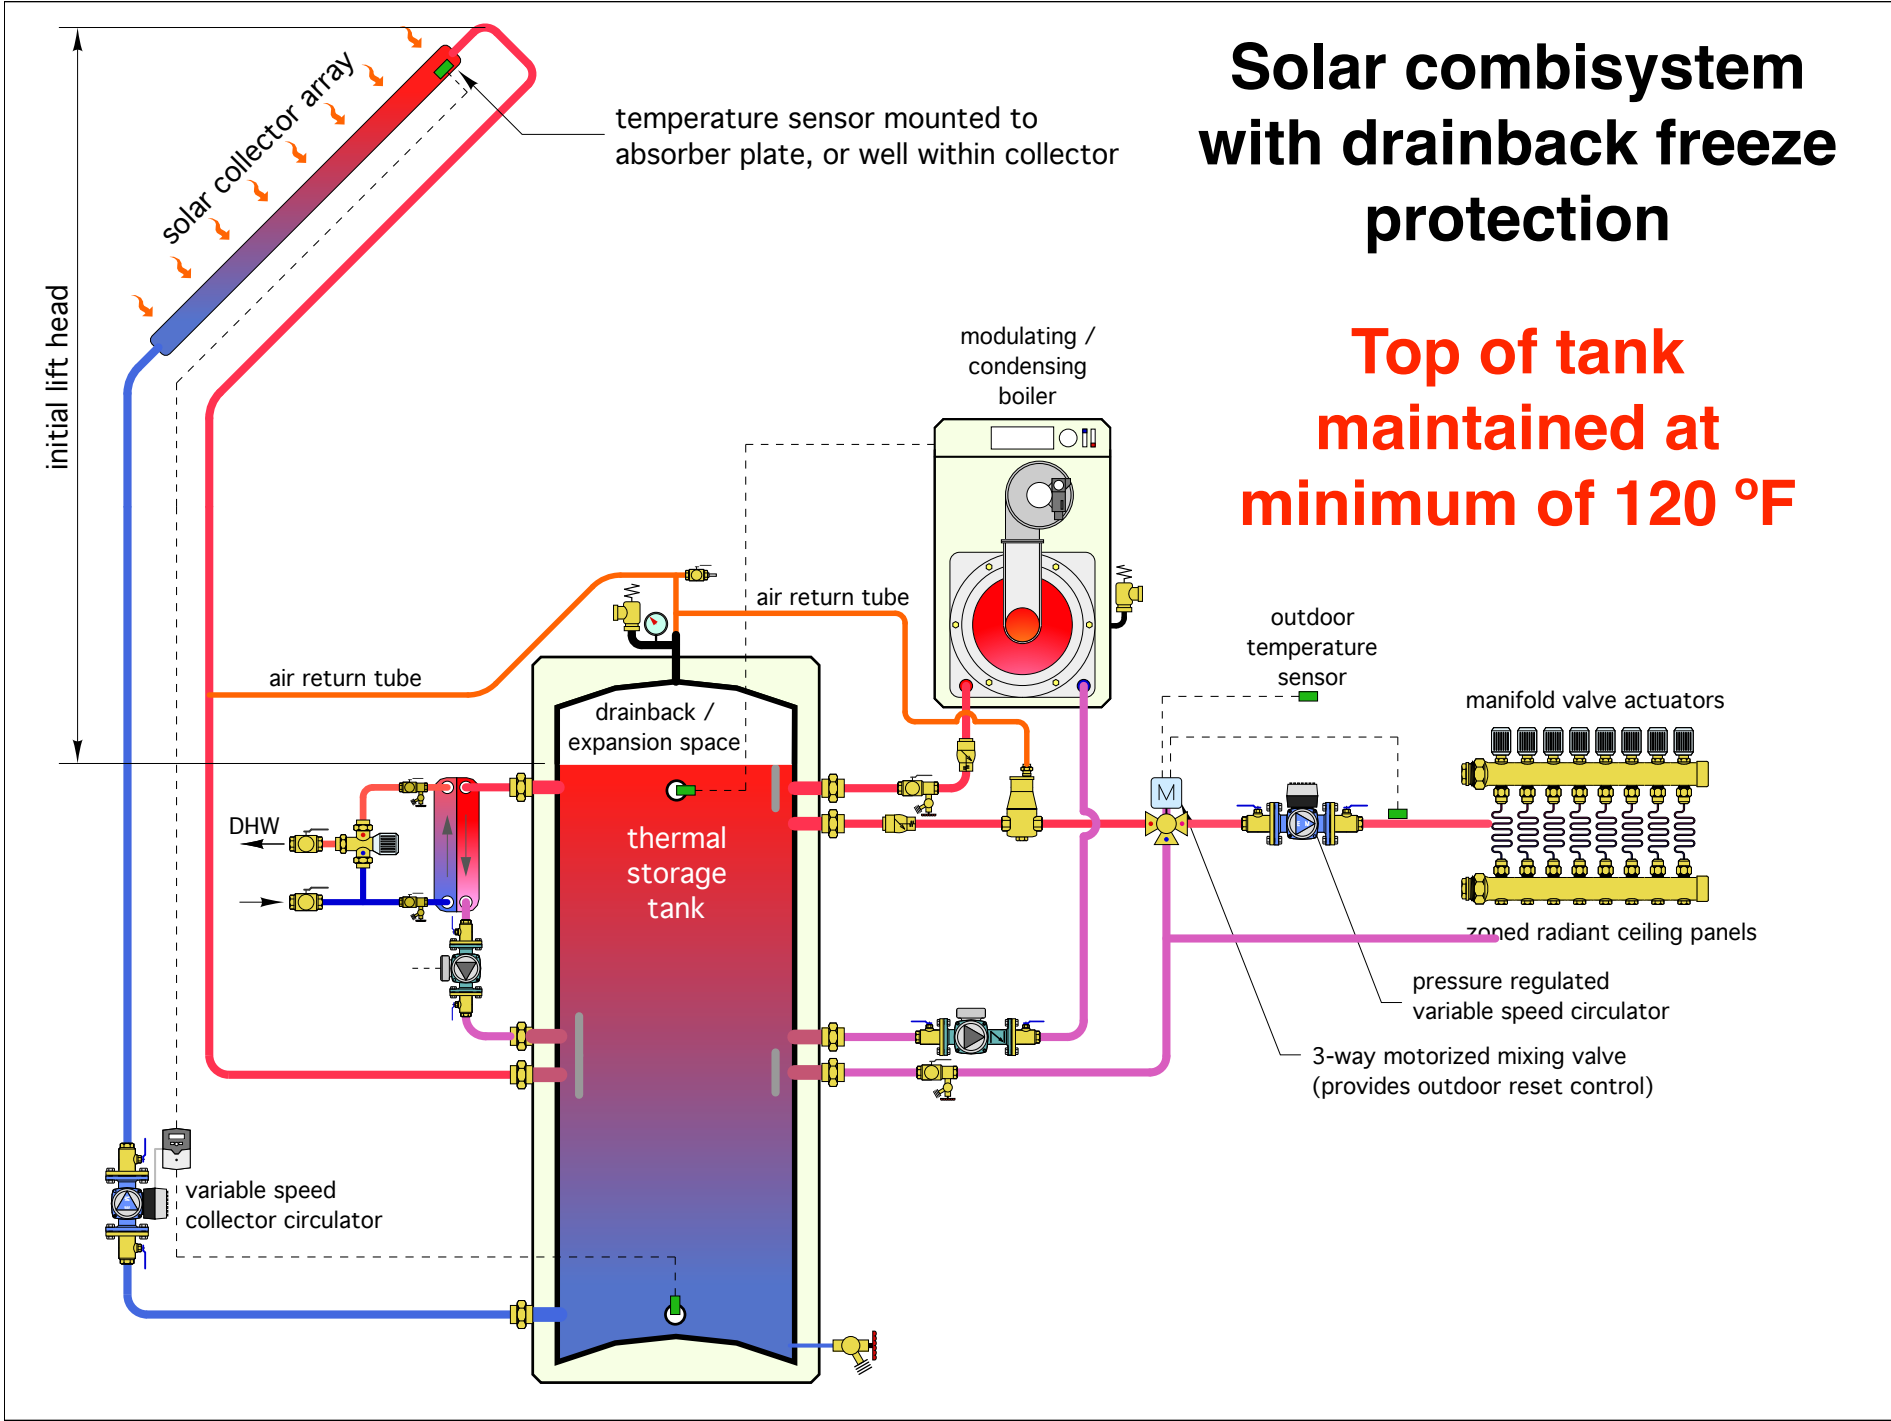 Solar combisystem
with drainback freeze
protection
Top of tank
maintained at
minimum of 120 ºF
solar collector array
temperature sensor mounted to
absorber plate, or well within collector
initial lift head
modulating /
condensing
boiler
air return tube
air return tube
outdoor
temperature
sensor
manifold valve actuators
drainback /
expansion space
thermal
storage
tank
DHW
M
zoned radiant ceiling panels
pressure regulated
variable speed circulator
3-way motorized mixing valve
(provides outdoor reset control)
variable speed
collector circulator